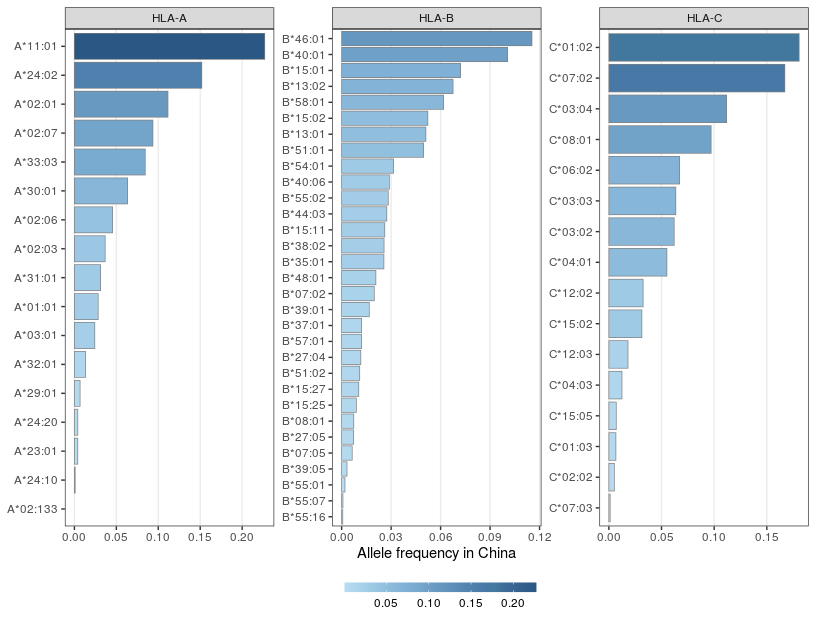 HLA-A
A*11:01
A*24:02
A*02:01
A*02:07
A*33:03
A*30:01
A*02:06
A*02:03
A*31:01
A*01:01
A*03:01
A*32:01
A*29:01
A*24:20
A*23:01
A*24:10
A*02:133
0.00 0.05 0.10 0.15 0.20
HLA-B
B*46:01
B*40:01
B*15:01
B*13:02
B*58:01
B*15:02
B*13:01
B*51:01
B*54:01
B*40:06
B*55:02
B*44:03
B*15:11
B*38:02
B*35:01
B*48:01
B*07:02
B*39:01
B*37:01
B*57:01
B*27:04
B*51:02
B*15:27
B*15:25
B*08:01
B*27:05
B*07:05
B*39:05
B*55:01
B*55:07
B*55:16
0.00 0.03 0.06 0.09 0.12
HLA-C
C*01:02
C*07:02
C*03:04
C*08:01
C*06:02
C*03:03
C*03:02
C*04:01
C*12:02
C*15:02
C*12:03
C*04:03
C*15:05
C*01:03
C*02:02
C*07:03
0.00 0.05 0.10 0.15
Allele frequency in China
0.05 0.10 0.15 0.20